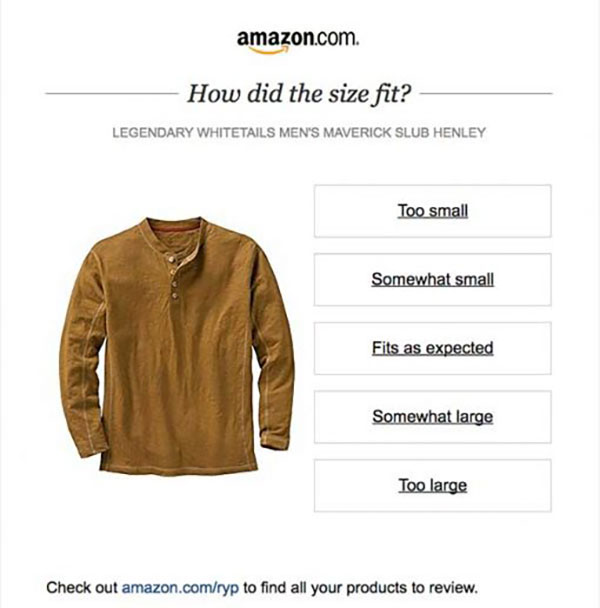 amazon.com.
How did the size fit?
LEGENDARY WHITETAILS MEN'S MAVERICK SLUB HENLEY
Too small
Somewhat small
Fits as expected
Somewhat large
Too large
Check out amazon.com/ryp to find all your products to review.